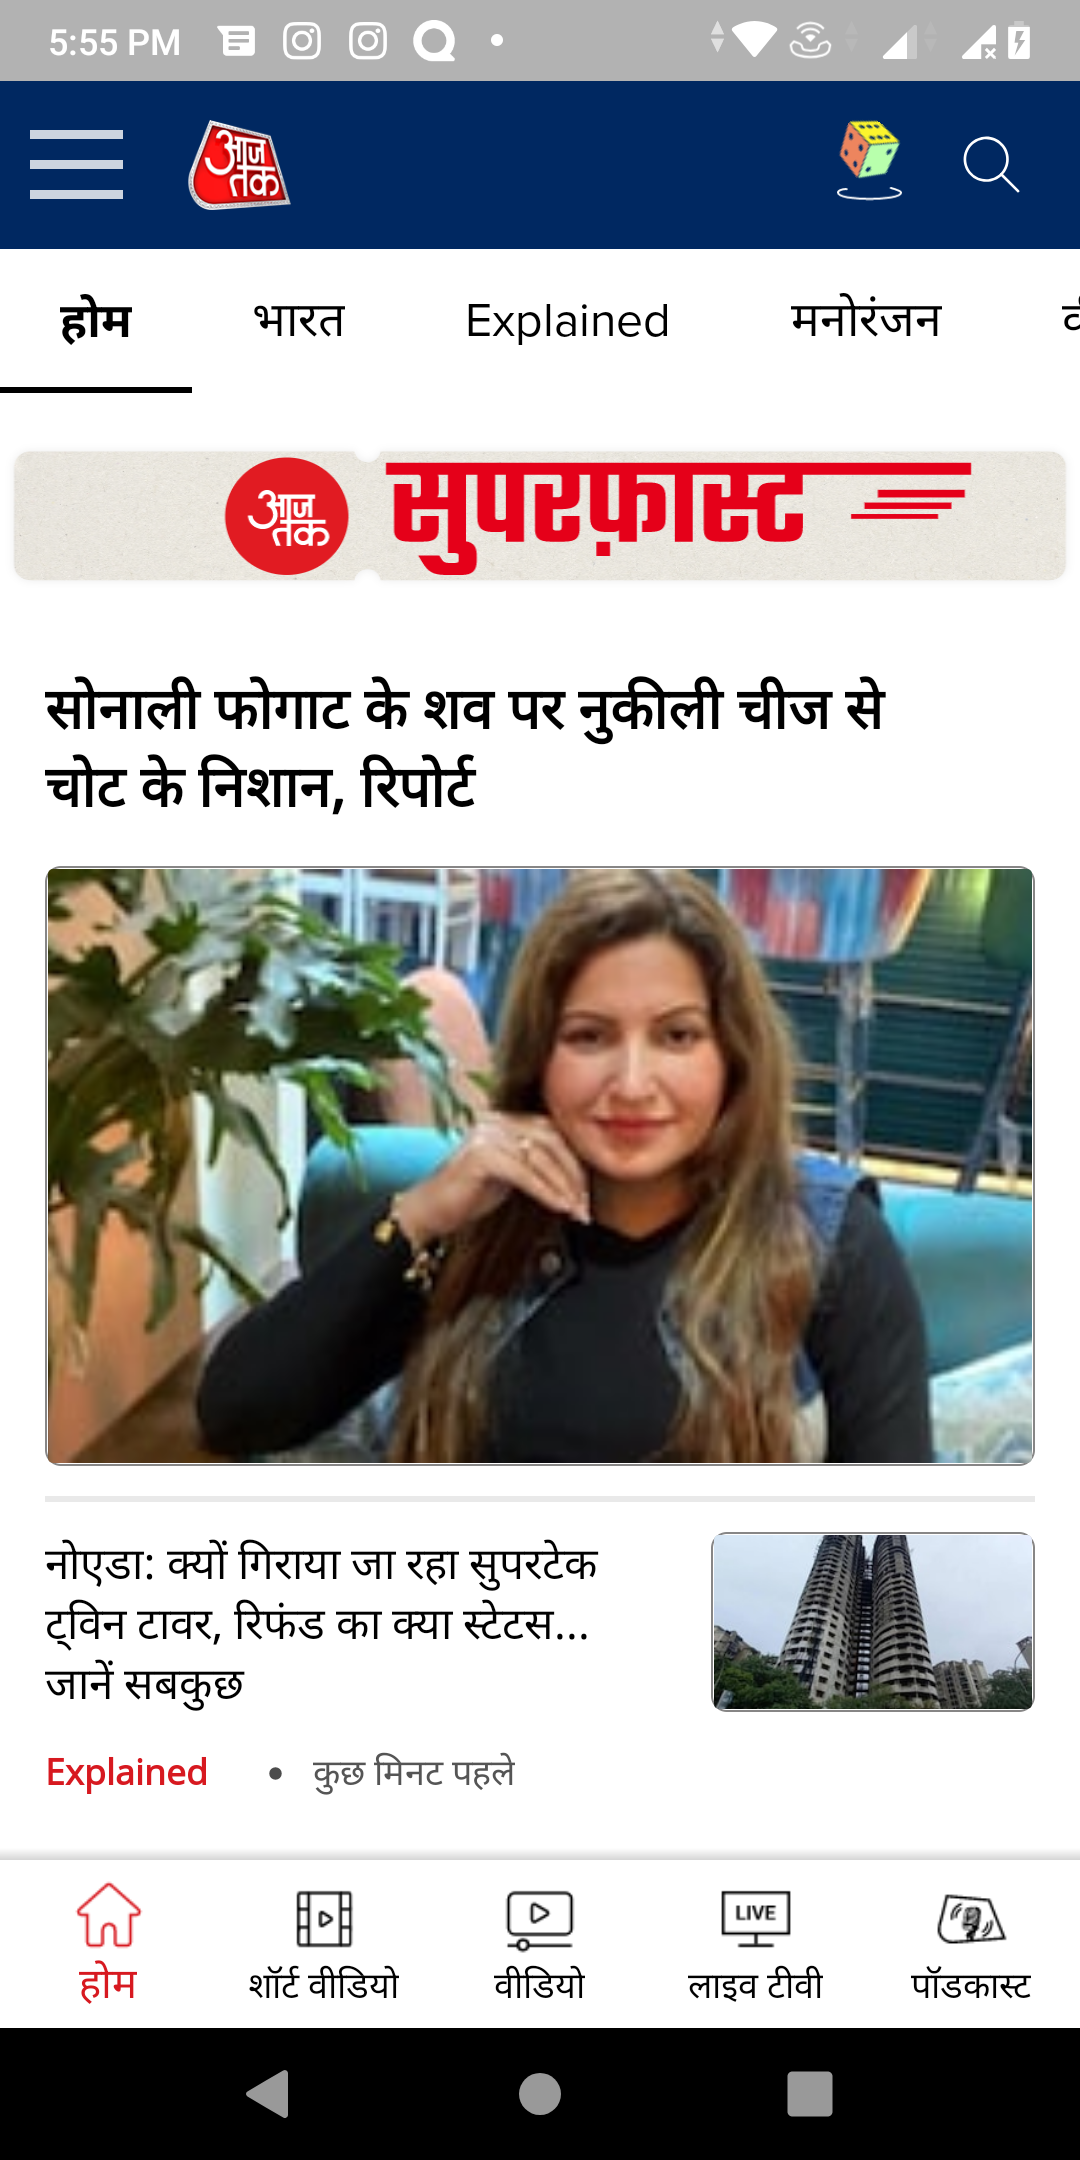 5:55 PM
आज तक
होम भारत Explained मनोरंजन
आज तक सुपरफ़ास्ट
सोनाली फोगाट के शव पर नुकीली चीज से
चोट के निशान, रिपोर्ट
नोएडा: क्यों गिराया जा रहा सुपरटेक
ट्विन टावर, रिफंड का क्या स्टेटस...
जानें सबकुछ
Explained • कुछ मिनट पहले
LIVE
होम शॉर्ट वीडियो वीडियो लाइव टीवी पॉडकास्ट